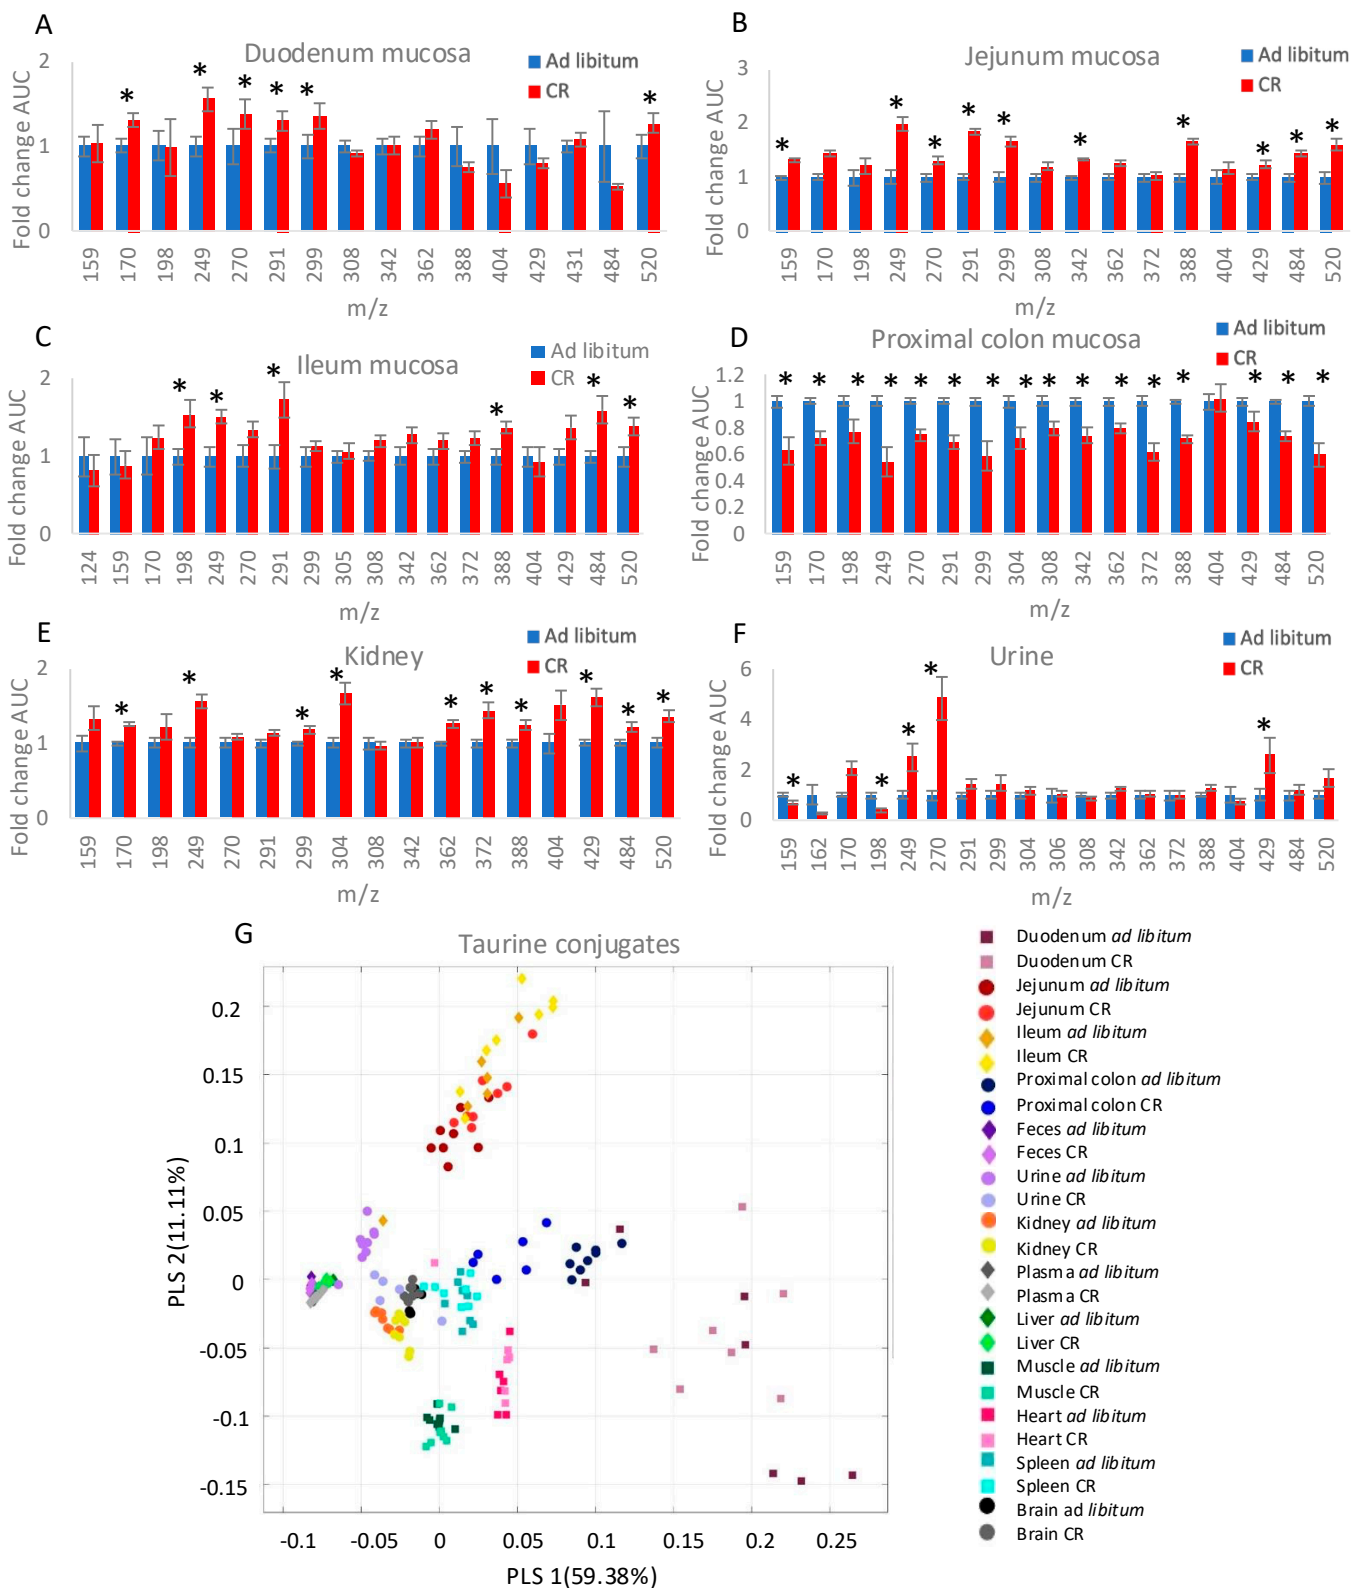 A
Duodenum mucosa
Ad libitum
CR
Fold change AUC
2
1
0
* * * * * *
159 170 198 249 270 291 299 308 342 362 388 404 429 431 484 520
m/z
B
Jejunum mucosa
Ad libitum
CR
Fold change AUC
3
2
1
0
* * * * * * * * * *
159 170 198 249 270 291 299 308 342 362 372 388 404 429 484 520
m/z
C
Ileum mucosa
Ad libitum
CR
Fold change AUC
2
1
0
* * * * * *
124 159 170 198 249 270 291 299 305 308 342 362 372 388 404 429 484 520
m/z
D
Proximal colon mucosa
Ad libitum
CR
Fold change AUC
1.2
1
0.8
0.6
0.4
0.2
0
* * * * * * * * * * * * * * * *
159 170 198 249 270 291 299 304 308 342 362 372 388 404 429 484 520
m/z
E
Kidney
Ad libitum
CR
Fold change AUC
2
1
0
* * * * * * * * * *
159 170 198 249 270 291 299 304 308 342 362 372 388 404 429 484 520
m/z
F
Urine
Ad libitum
CR
Fold change AUC
6
4
2
0
* * * * *
159 162 170 198 249 270 291 299 304 306 308 342 362 372 388 404 429 484 520
m/z
G
Taurine conjugates
PLS 2(11.11%)
0.2
0.15
0.1
0.05
0
-0.05
-0.1
-0.15
-0.1 -0.05 0 0.05 0.1 0.15 0.2 0.25
PLS 1(59.38%)
Duodenum ad libitum
Duodenum CR
Jejunum ad libitum
Jejunum CR
Ileum ad libitum
Ileum CR
Proximal colon ad libitum
Proximal colon CR
Feces ad libitum
Feces CR
Urine ad libitum
Urine CR
Kidney ad libitum
Kidney CR
Plasma ad libitum
Plasma CR
Liver ad libitum
Liver CR
Muscle ad libitum
Muscle CR
Heart ad libitum
Heart CR
Spleen ad libitum
Spleen CR
Brain ad libitum
Brain CR